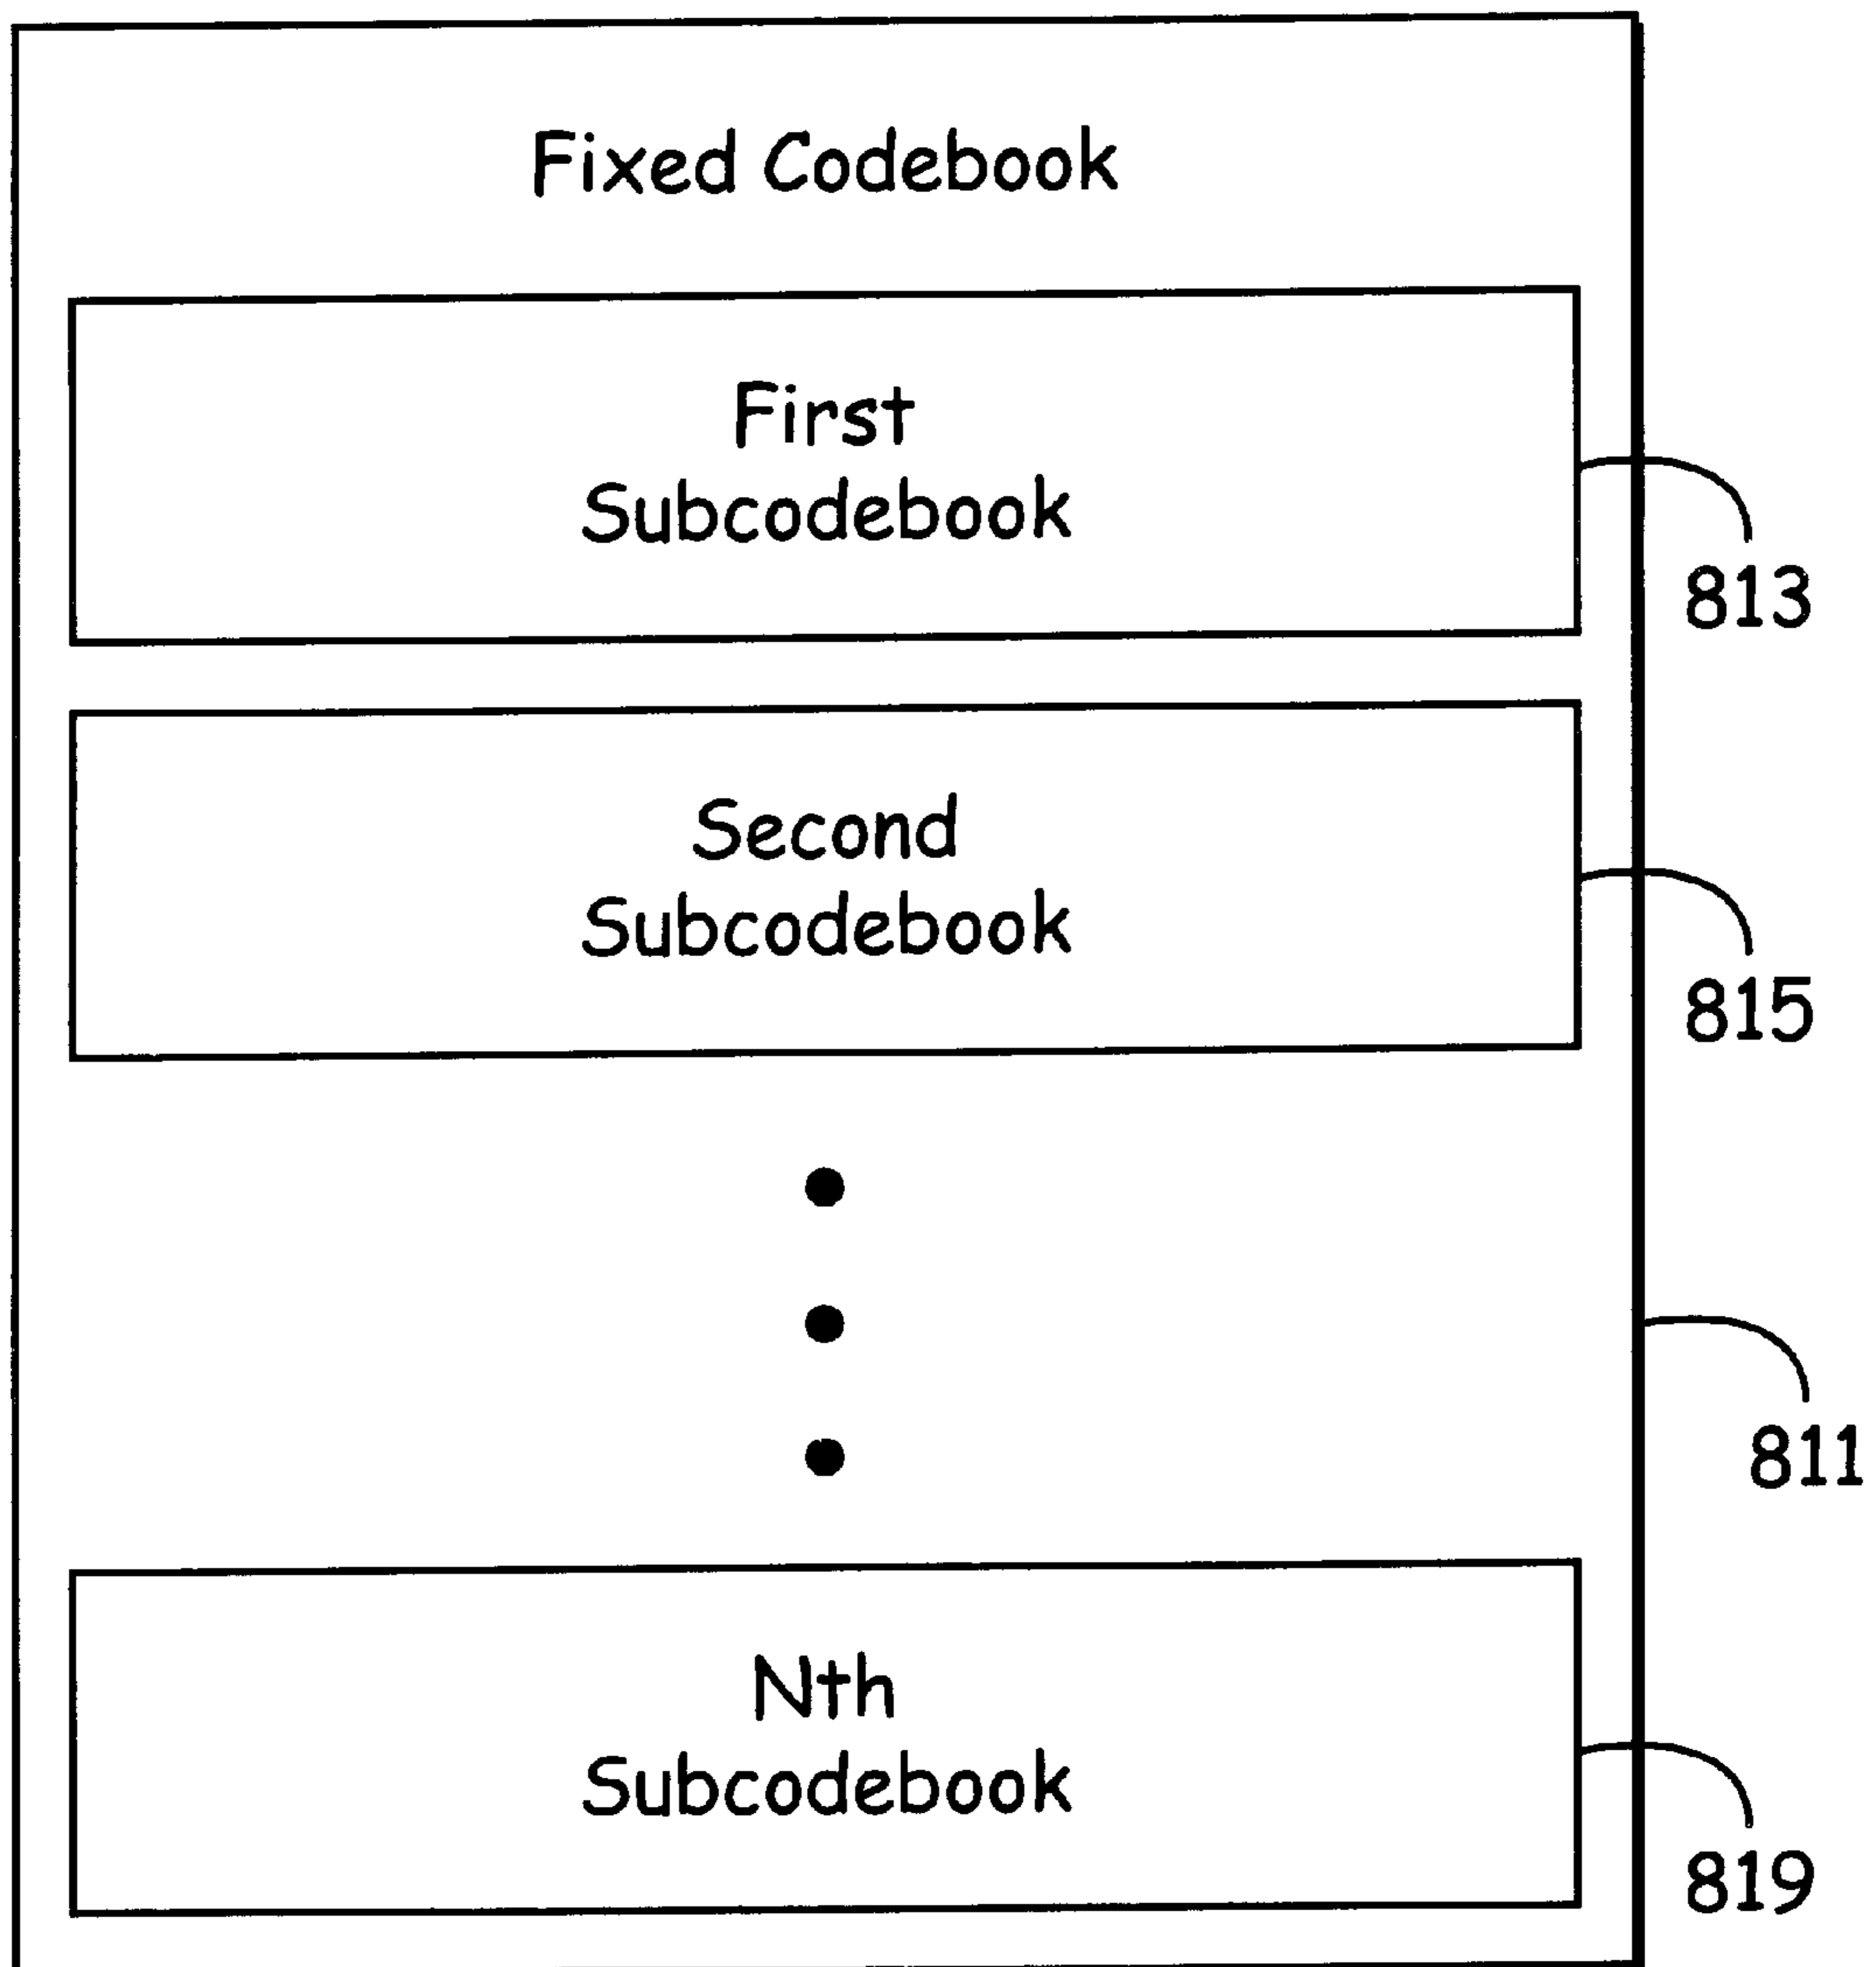 Fixed Codebook
First
Subcodebook
813
Second
Subcodebook
815
811
Nth
Subcodebook
819